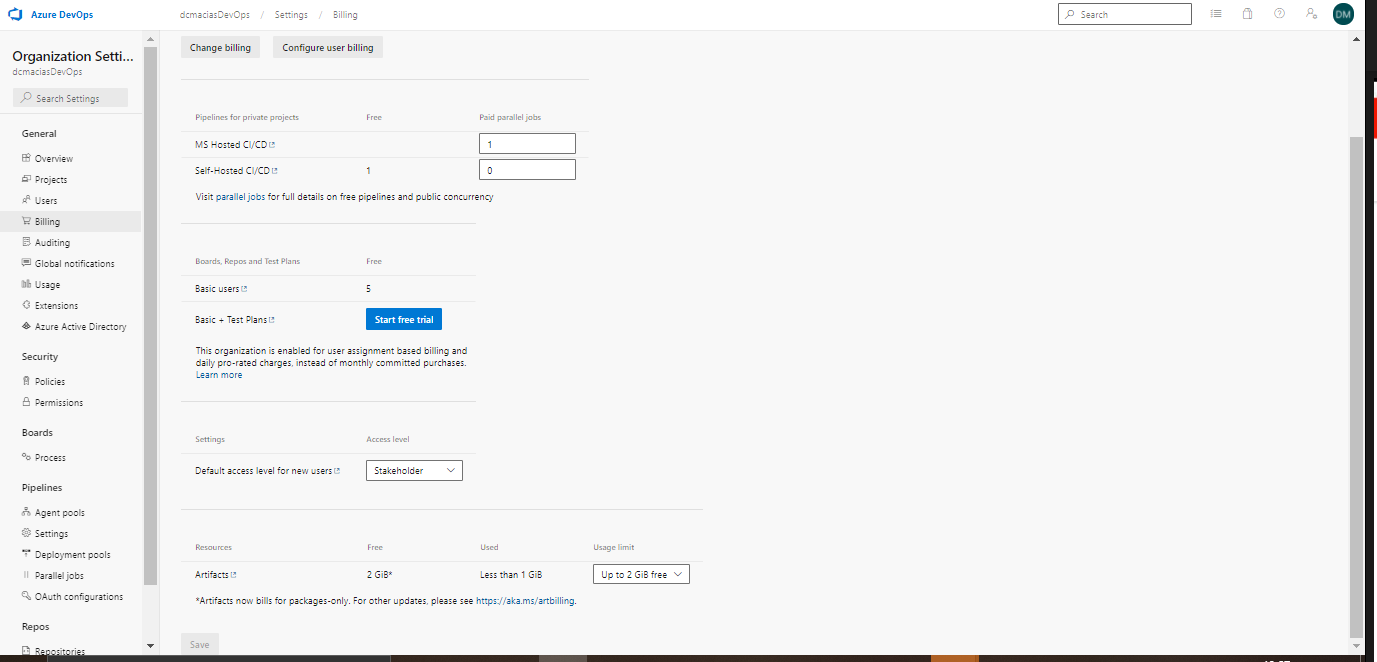 Azure DevOps
dcmaciasDevOps / Settings / Billing
Search
DM
Organization Setti...
dcmaciasDevOps
Search Settings
General
Overview
Projects
Users
Billing
Auditing
Global notifications
Usage
Extensions
Azure Active Directory
Security
Policies
Permissions
Boards
Process
Pipelines
Agent pools
Settings
Deployment pools
Parallel jobs
OAuth configurations
Repos
Repositories
Change billing Configure user billing
Pipelines for private projects Free Paid parallel jobs
MS Hosted CI/CD 1
Self-Hosted CI/CD 1 0
Visit parallel jobs for full details on free pipelines and public concurrency
Boards, Repos and Test Plans Free
Basic users 5
Basic + Test Plans Start free trial
This organization is enabled for user assignment based billing and
daily pro-rated charges, instead of monthly committed purchases.
Learn more
Settings Access level
Default access level for new users Stakeholder
Resources Free Used Usage limit
Artifacts 2 GiB* Less than 1 GiB Up to 2 GiB free
*Artifacts now bills for packages-only. For other updates, please see https://aka.ms/artbilling.
Save